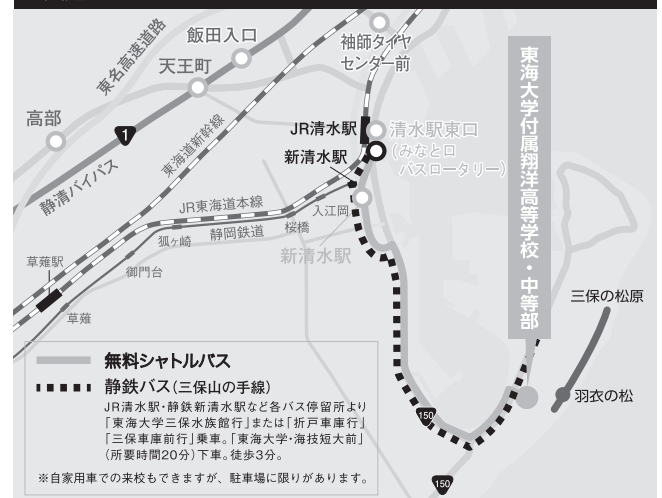 東名高速道路
飯田入口
天王町
袖師タイヤ
センター前
高部
1
静清バイパス
東海道新幹線
JR清水駅
清水駅東口
(みなと口
バスロータリー)
新清水駅
JR東海道本線
入江岡
桜橋
静岡鉄道
狐ヶ崎
新清水駅
草薙駅
御門台
草薙
東海大学付属翔洋高等学校・中等部
三保の松原
羽衣の松
150
150
無料シャトルバス
静鉄バス(三保山の手線)
JR清水駅・静鉄新清水駅など各バス停留所より
「東海大学三保水族館行」または「折戸車庫行」
「三保車庫前行」乗車。「東海大学・海技短大前」
(所要時間20分)下車。徒歩3分。
※自家用車での来校もできますが、駐車場に限りがあります。